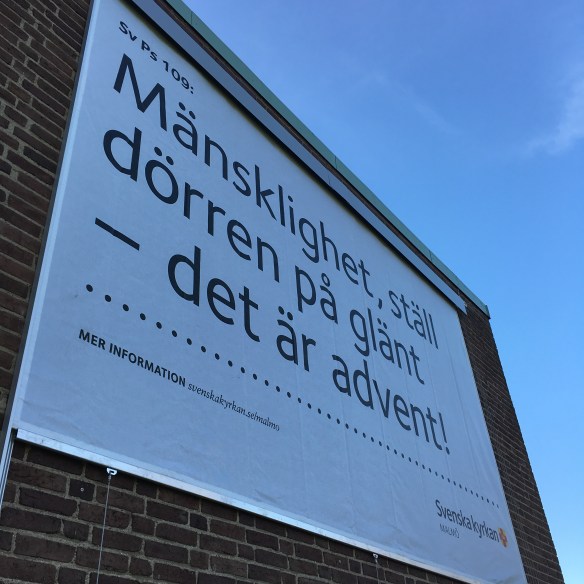 Sv Ps 109:
Mänsklighet, ställ
dörren på glänt
– det är advent!
MER INFORMATION svenskakyrkan.se/malmo
Svenska kyrkan
MALMÖ